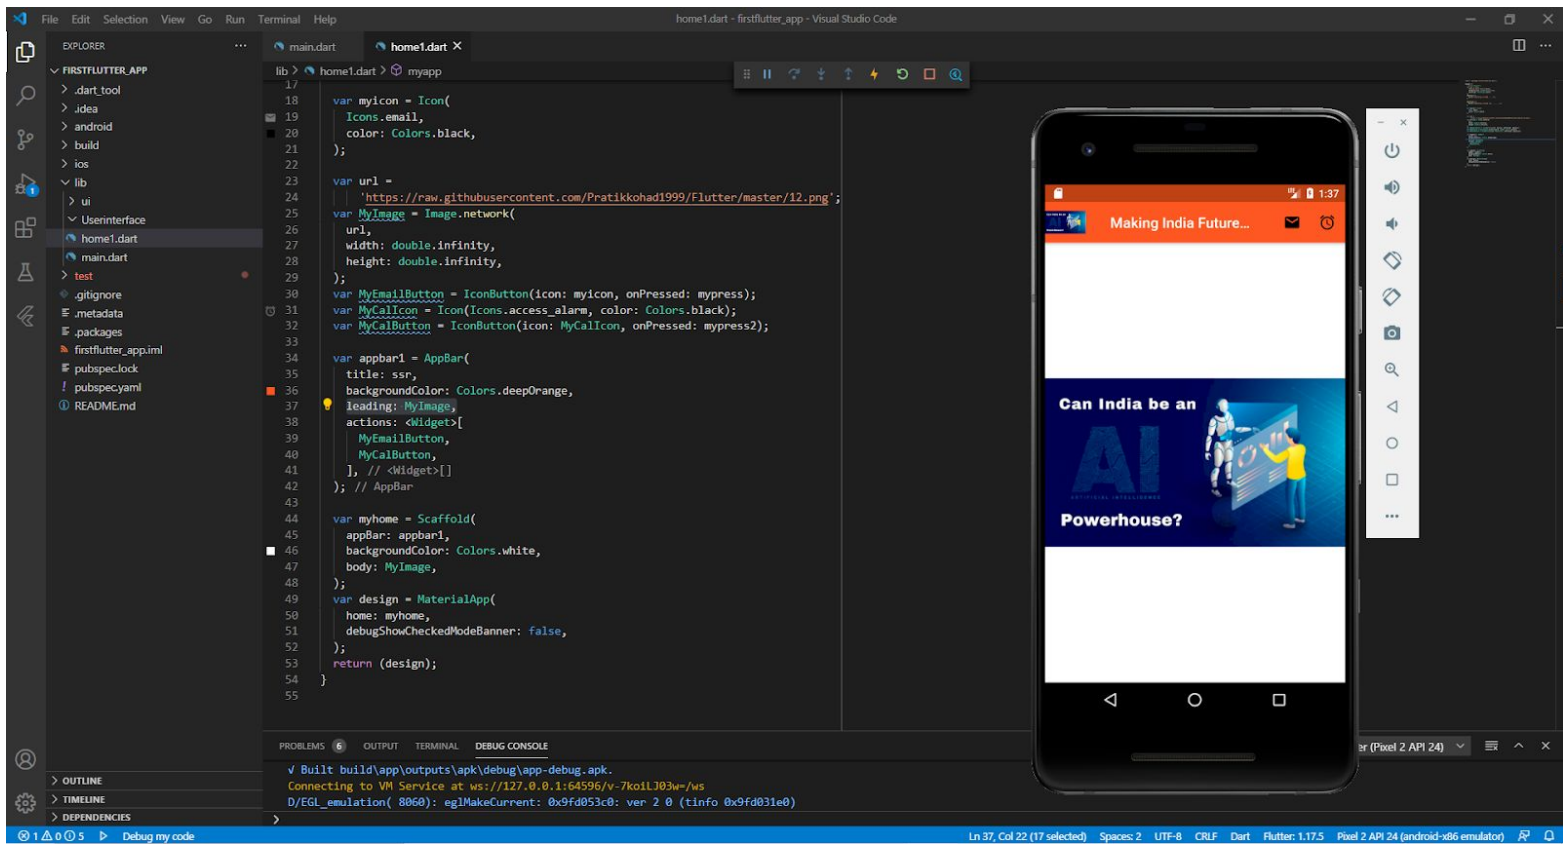 File Edit Selection View Go Run Terminal Help
home1.dart - firstflutter_app - Visual Studio Code
EXPLORER
main.dart
home1.dart
FIRSTFLUTTER_APP
lib > home1.dart > myapp
.dart_tool
.idea
android
build
ios
lib
ui
Userinterface
home1.dart
main.dart
test
.gitignore
.metadata
.packages
firstflutter_app.iml
pubspec.lock
pubspec.yaml
README.md
OUTLINE
TIMELINE
DEPENDENCIES
17
18 var myicon = Icon(
19 Icons.email,
20 color: Colors.black,
21 );
22
23 var url =
24 'https://raw.githubusercontent.com/Pratikkohad1999/Flutter/master/12.png';
25 var MyImage = Image.network(
26 url,
27 width: double.infinity,
28 height: double.infinity,
29 );
30 var MyEmailButton = IconButton(icon: myicon, onPressed: mypress);
31 var MyCalIcon = Icon(Icons.access_alarm, color: Colors.black);
32 var MyCalButton = IconButton(icon: MyCalIcon, onPressed: mypress2);
33
34 var appbar1 = AppBar(
35 title: ssr,
36 backgroundColor: Colors.deepOrange,
37 leading: MyImage,
38 actions: <Widget>[
39 MyEmailButton,
40 MyCalButton,
41 ], // <Widget>[]
42 ); // AppBar
43
44 var myhome = Scaffold(
45 appBar: appbar1,
46 backgroundColor: Colors.white,
47 body: MyImage,
48 );
49 var design = MaterialApp(
50 home: myhome,
51 debugShowCheckedModeBanner: false,
52 );
53 return (design);
54 }
55
1:37
Making India Future...
Can India be an
AI
ARTIFICIAL INTELLIGENCE
Powerhouse?
PROBLEMS 6 OUTPUT TERMINAL DEBUG CONSOLE
er (Pixel 2 API 24)
√ Built build\app\outputs\apk\debug\app-debug.apk.
Connecting to VM Service at ws://127.0.0.1:64596/v-7koiLJ03w=/ws
D/EGL_emulation( 8060): eglMakeCurrent: 0x9fd053c0: ver 2 0 (tinfo 0x9fd031e0)
1 0 5 Debug my code
Ln 37, Col 22 (17 selected) Spaces: 2 UTF-8 CRLF Dart Flutter: 1.17.5 Pixel 2 API 24 (android-x86 emulator)